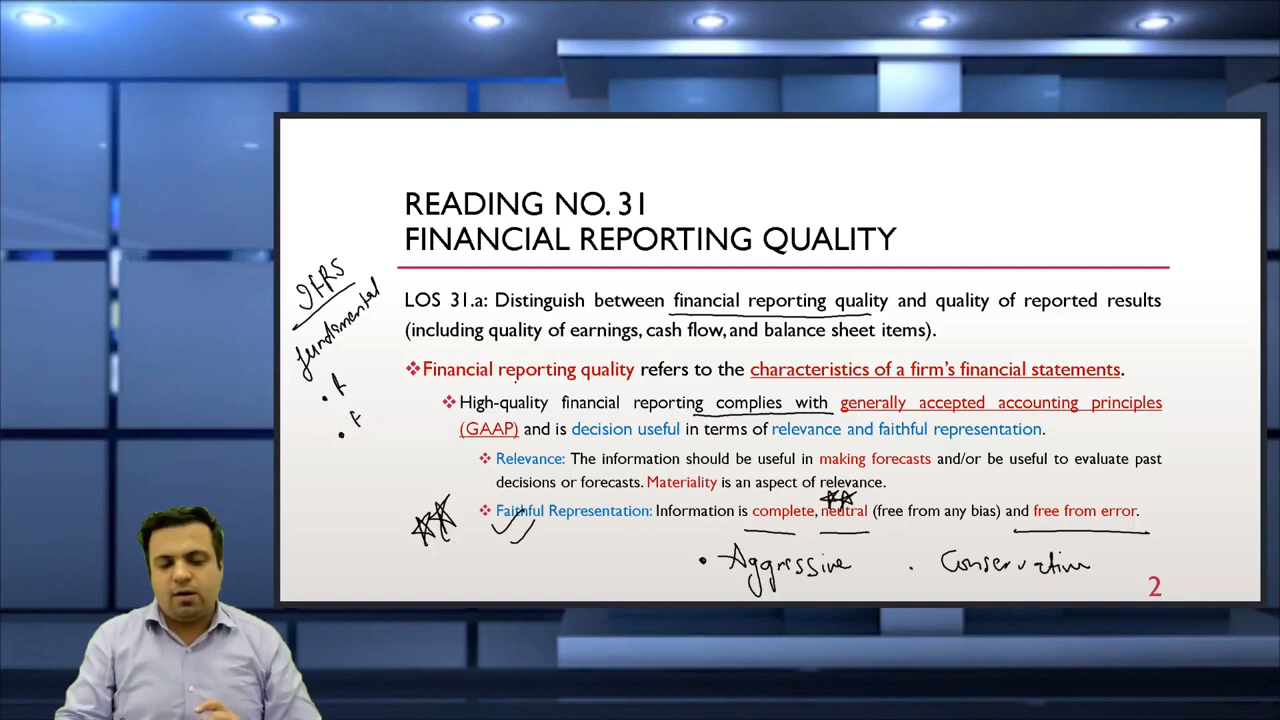 READING NO. 31
FINANCIAL REPORTING QUALITY
IFRS
fundamental
• R
• F
LOS 31.a: Distinguish between financial reporting quality and quality of reported results
(including quality of earnings, cash flow, and balance sheet items).
❖Financial reporting quality refers to the characteristics of a firm's financial statements.
❖High-quality financial reporting complies with generally accepted accounting principles
(GAAP) and is decision useful in terms of relevance and faithful representation.
❖Relevance: The information should be useful in making forecasts and/or be useful to evaluate past
decisions or forecasts. Materiality is an aspect of relevance.
❖Faithful Representation: Information is complete, neutral (free from any bias) and free from error.
• Aggressive • Conservative
2